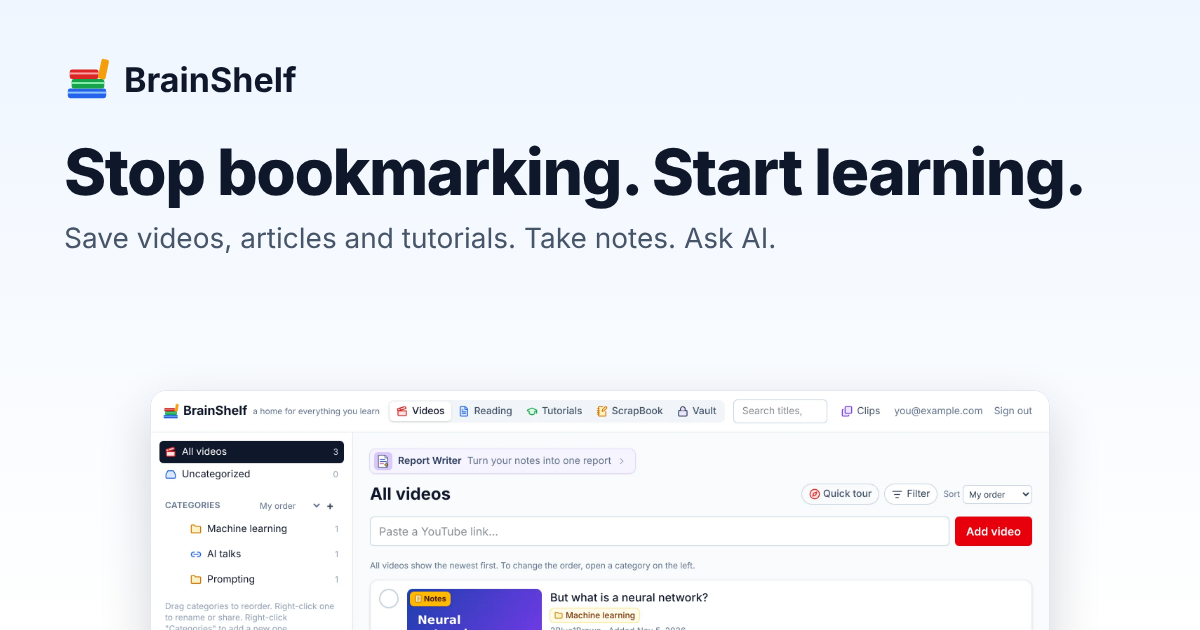 BrainShelf
Stop bookmarking. Start learning.
Save videos, articles and tutorials. Take notes. Ask AI.
BrainShelf a home for everything you learn Videos Reading Tutorials ScrapBook Vault Search titles, Clips you@example.com Sign out
All videos 3
Uncategorized 0
CATEGORIES My order +
Machine learning 1
AI talks 1
Prompting 1
Drag categories to reorder. Right-click one
to rename or share. Right-click
"Categories" to add a new one.
Report Writer Turn your notes into one report
All videos
Quick tour Filter Sort My order
Paste a YouTube link... Add video
All videos show the newest first. To change the order, open a category on the left.
Notes
Neural
But what is a neural network?
Machine learning